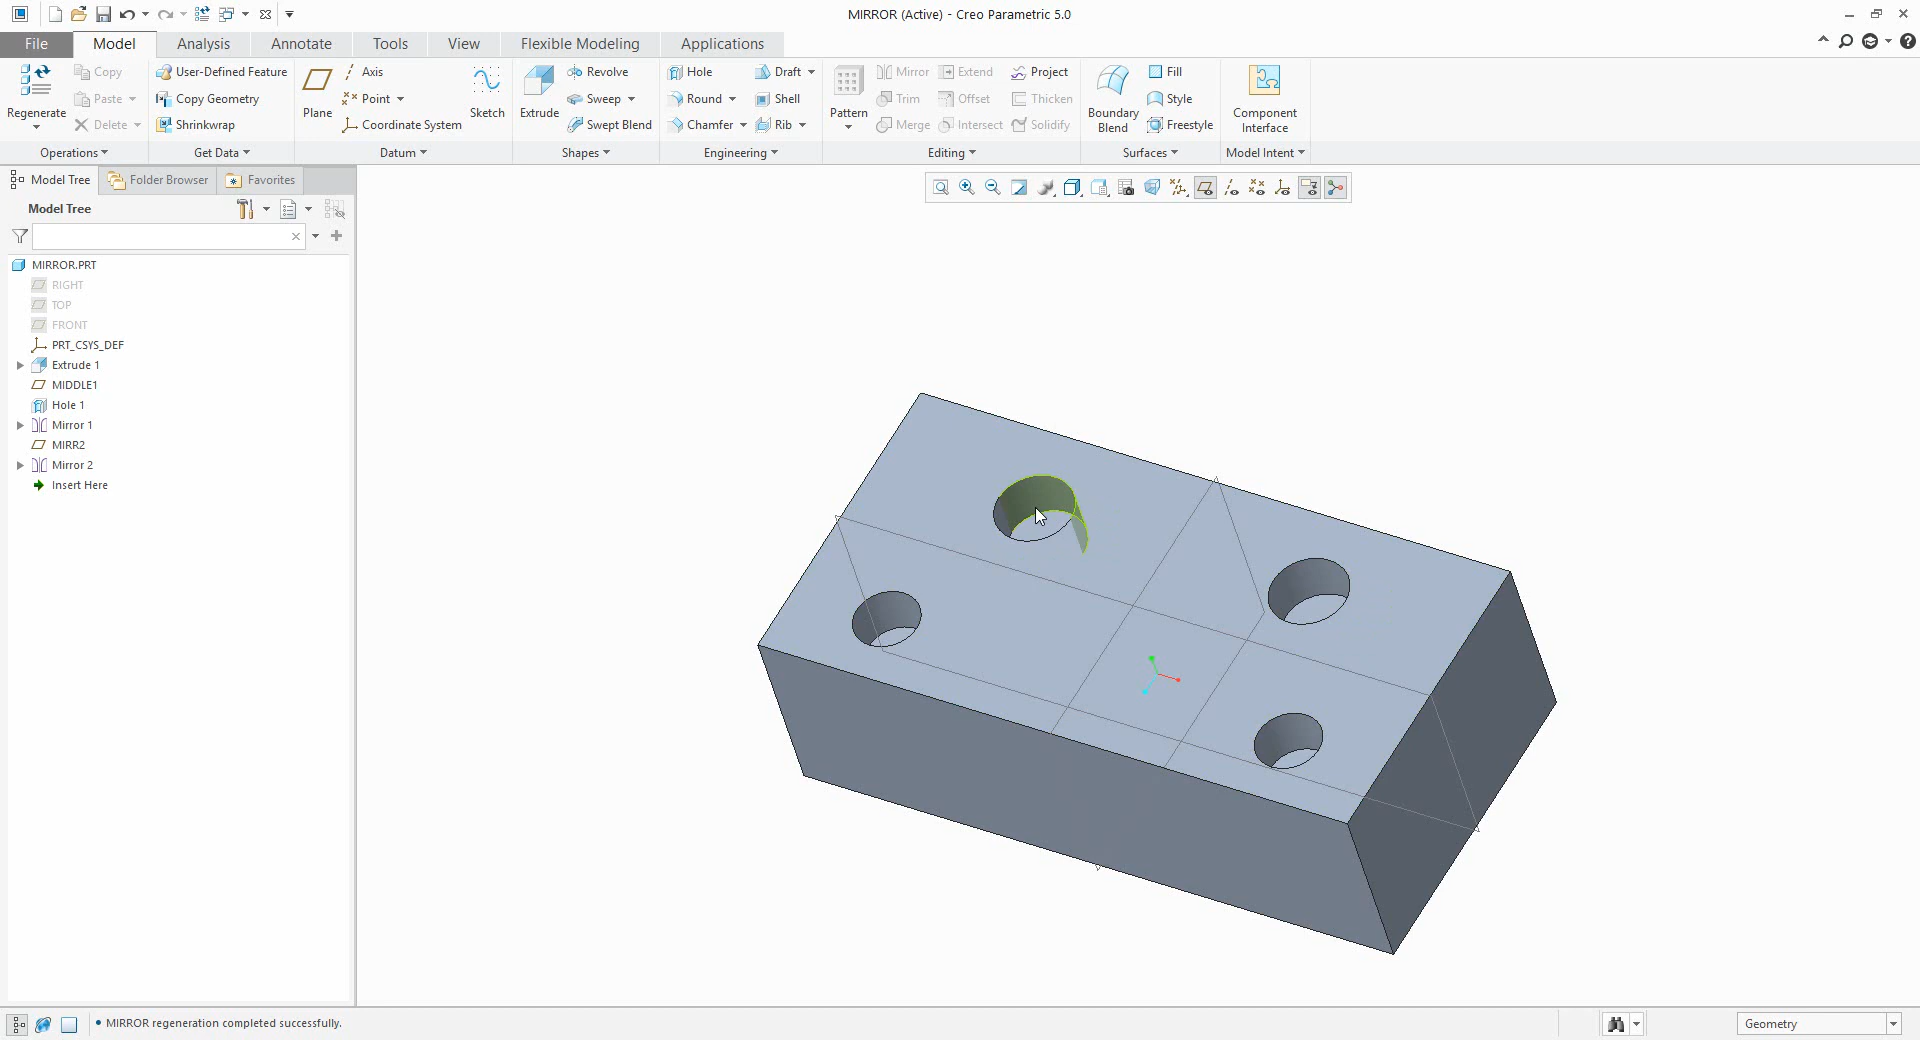 MIRROR (Active) - Creo Parametric 5.0
File Model Analysis Annotate Tools View Flexible Modeling Applications
Regenerate
Copy
Paste
Delete
Operations
User-Defined Feature
Copy Geometry
Shrinkwrap
Get Data
Plane
Axis
Point
Coordinate System
Sketch
Datum
Extrude
Revolve
Sweep
Swept Blend
Shapes
Hole
Round
Chamfer
Draft
Shell
Rib
Engineering
Pattern
Mirror
Trim
Merge
Extend
Offset
Intersect
Project
Thicken
Solidify
Editing
Boundary
Blend
Fill
Style
Freestyle
Surfaces
Component
Interface
Model Intent
Model Tree Folder Browser Favorites
Model Tree
MIRROR.PRT
RIGHT
TOP
FRONT
PRT_CSYS_DEF
Extrude 1
MIDDLE1
Hole 1
Mirror 1
MIRR2
Mirror 2
Insert Here
• MIRROR regeneration completed successfully.
Geometry